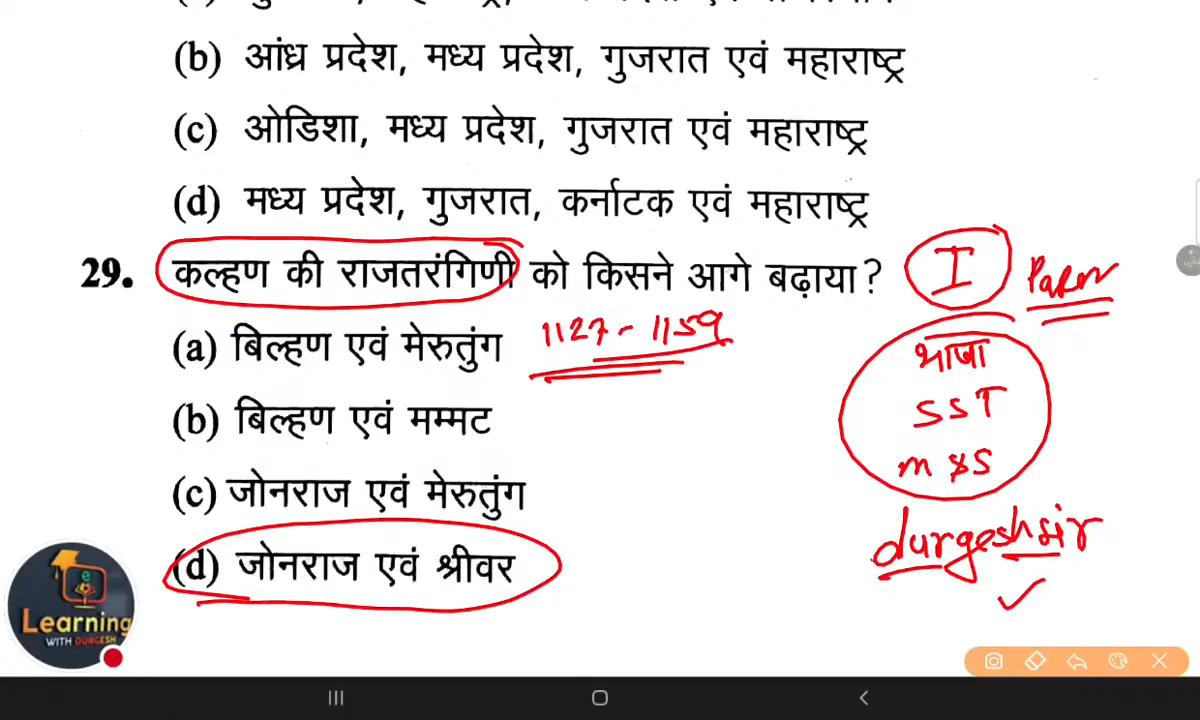 (b) आंध्र प्रदेश, मध्य प्रदेश, गुजरात एवं महाराष्ट्र
(c) ओडिशा, मध्य प्रदेश, गुजरात एवं महाराष्ट्र
(d) मध्य प्रदेश, गुजरात, कर्नाटक एवं महाराष्ट्र
29. कल्हण की राजतरंगिणी को किसने आगे बढ़ाया?
I
(a) बिल्हण एवं मेरुतुंग
1127 - 1159
(b) बिल्हण एवं मम्मट
(c) जोनराज एवं मेरुतुंग
(d) जोनराज एवं श्रीवर
भाषा
SST
durgesh sir
e
Learning
WITH DURGESH